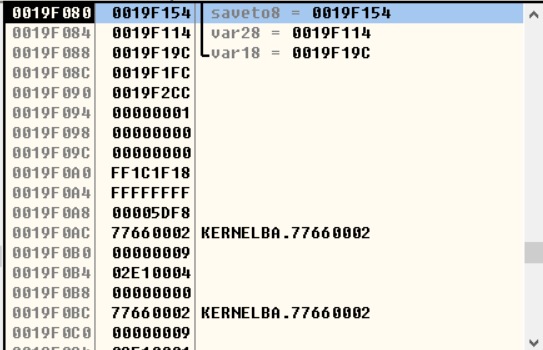 0019F080 0019F154 saveto8 = 0019F154
0019F084 0019F114 var28 = 0019F114
0019F088 0019F19C var18 = 0019F19C
0019F08C 0019F1FC
0019F090 0019F2CC
0019F094 00000001
0019F098 00000000
0019F09C 00000000
0019F0A0 FF1C1F18
0019F0A4 FFFFFFFF
0019F0A8 00005DF8
0019F0AC 77660002 KERNELBA.77660002
0019F0B0 00000009
0019F0B4 02E10004
0019F0B8 00000000
0019F0BC 77660002 KERNELBA.77660002
0019F0C0 00000009